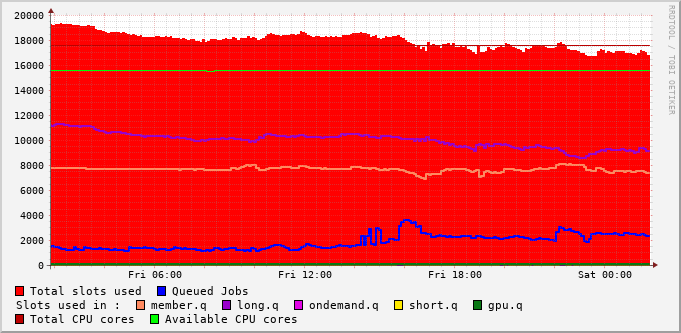 RRDTOOL / TOBI OETIKER
20000
18000
16000
14000
12000
10000
8000
6000
4000
2000
0
Fri 06:00 Fri 12:00 Fri 18:00 Sat 00:00
Total slots used Queued Jobs
Slots used in : member.q long.q ondemand.q short.q gpu.q
Total CPU cores Available CPU cores